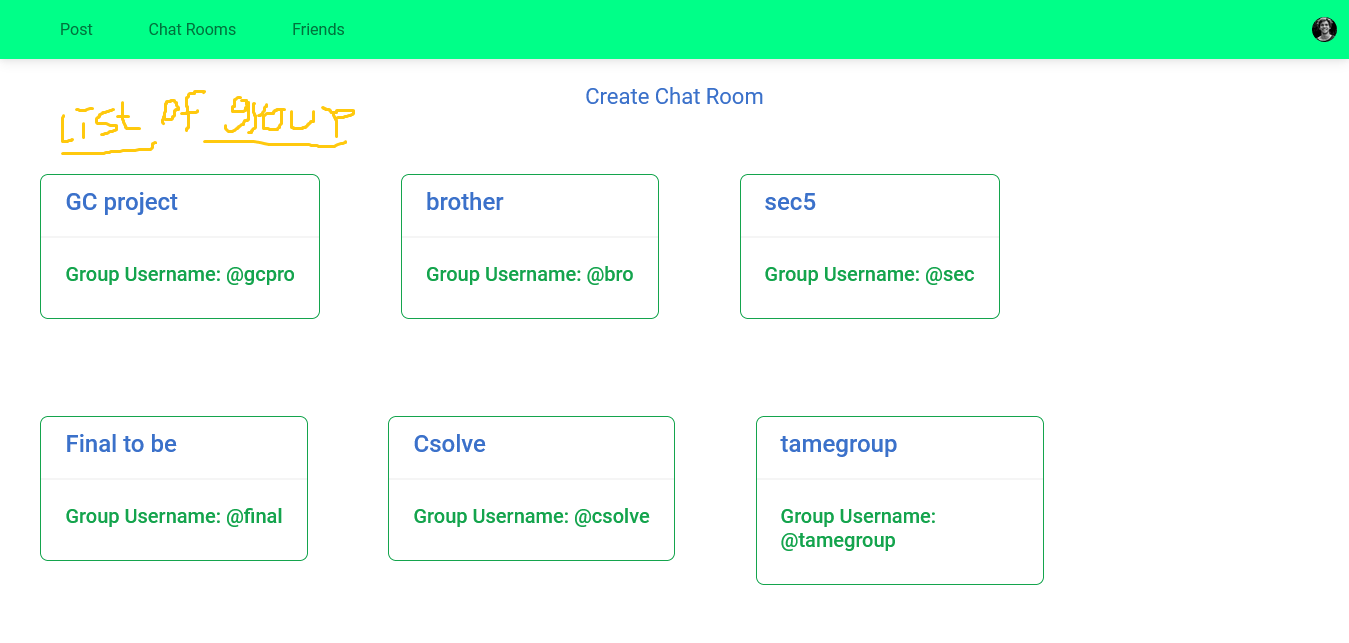 Post Chat Rooms Friends
Create Chat Room
List of group
GC project
Group Username: @gcpro
brother
Group Username: @bro
sec5
Group Username: @sec
Final to be
Group Username: @final
Csolve
Group Username: @csolve
tamegroup
Group Username:
@tamegroup